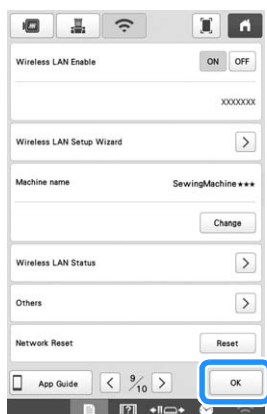 Wireless LAN Enable ON OFF
XXXXXXX
Wireless LAN Setup Wizard >
Machine name SewingMachine★★★
Change
Wireless LAN Status >
Others >
Network Reset Reset
App Guide < 9/10 > OK